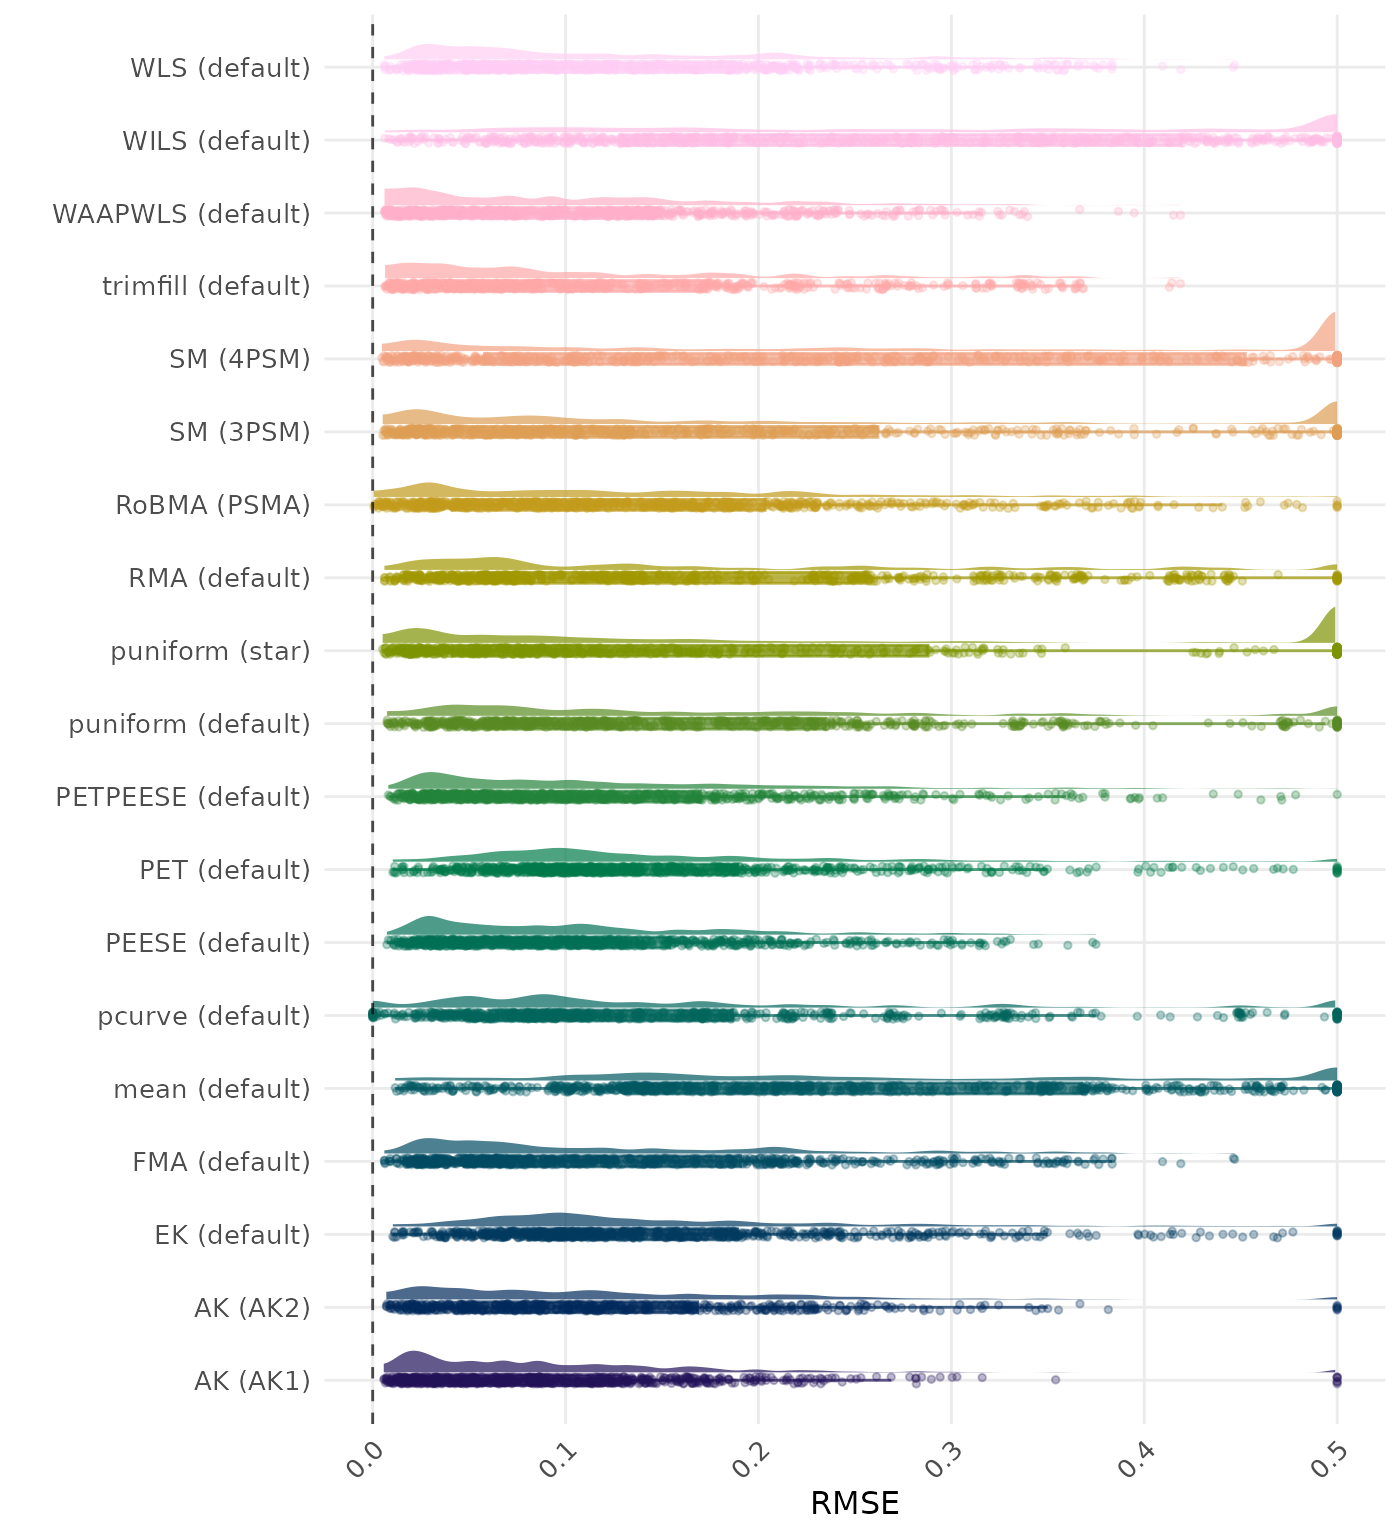 WLS (default)
WILS (default)
WAAPWLS (default)
trimfill (default)
SM (4PSM)
SM (3PSM)
RoBMA (PSMA)
RMA (default)
puniform (star)
puniform (default)
PETPEESE (default)
PET (default)
PEESE (default)
pcurve (default)
mean (default)
FMA (default)
EK (default)
AK (AK2)
AK (AK1)
0.0 0.1 0.2 0.3 0.4 0.5
RMSE